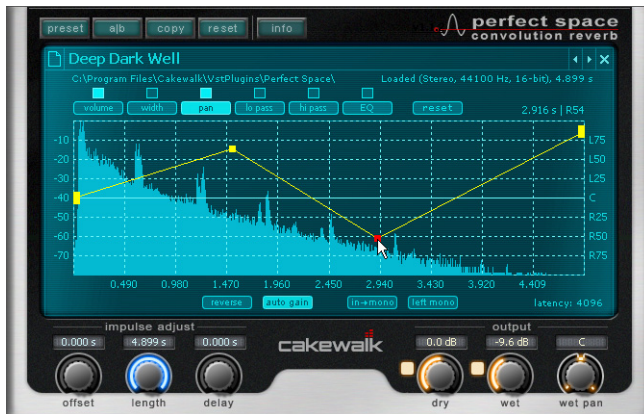 preset a|b copy reset info
perfect space
convolution reverb
Deep Dark Well
C:\Program Files\Cakewalk\VstPlugins\Perfect Space\ Loaded (Stereo, 44100 Hz, 16-bit), 4.899 s
volume width pan lo pass hi pass EQ reset 2.916 s | R54
-10 L75
-20 L50
-30 L25
-40 C
-50 R25
-60 R50
-70 R75
0.490 0.980 1.470 1.960 2.450 2.940 3.430 3.920 4.409
reverse auto gain in→mono left mono latency: 4096
impulse adjust output
0.000 s 4.899 s 0.000 s cakewalk 0.0 dB -9.6 dB C
offset length delay dry wet wet pan